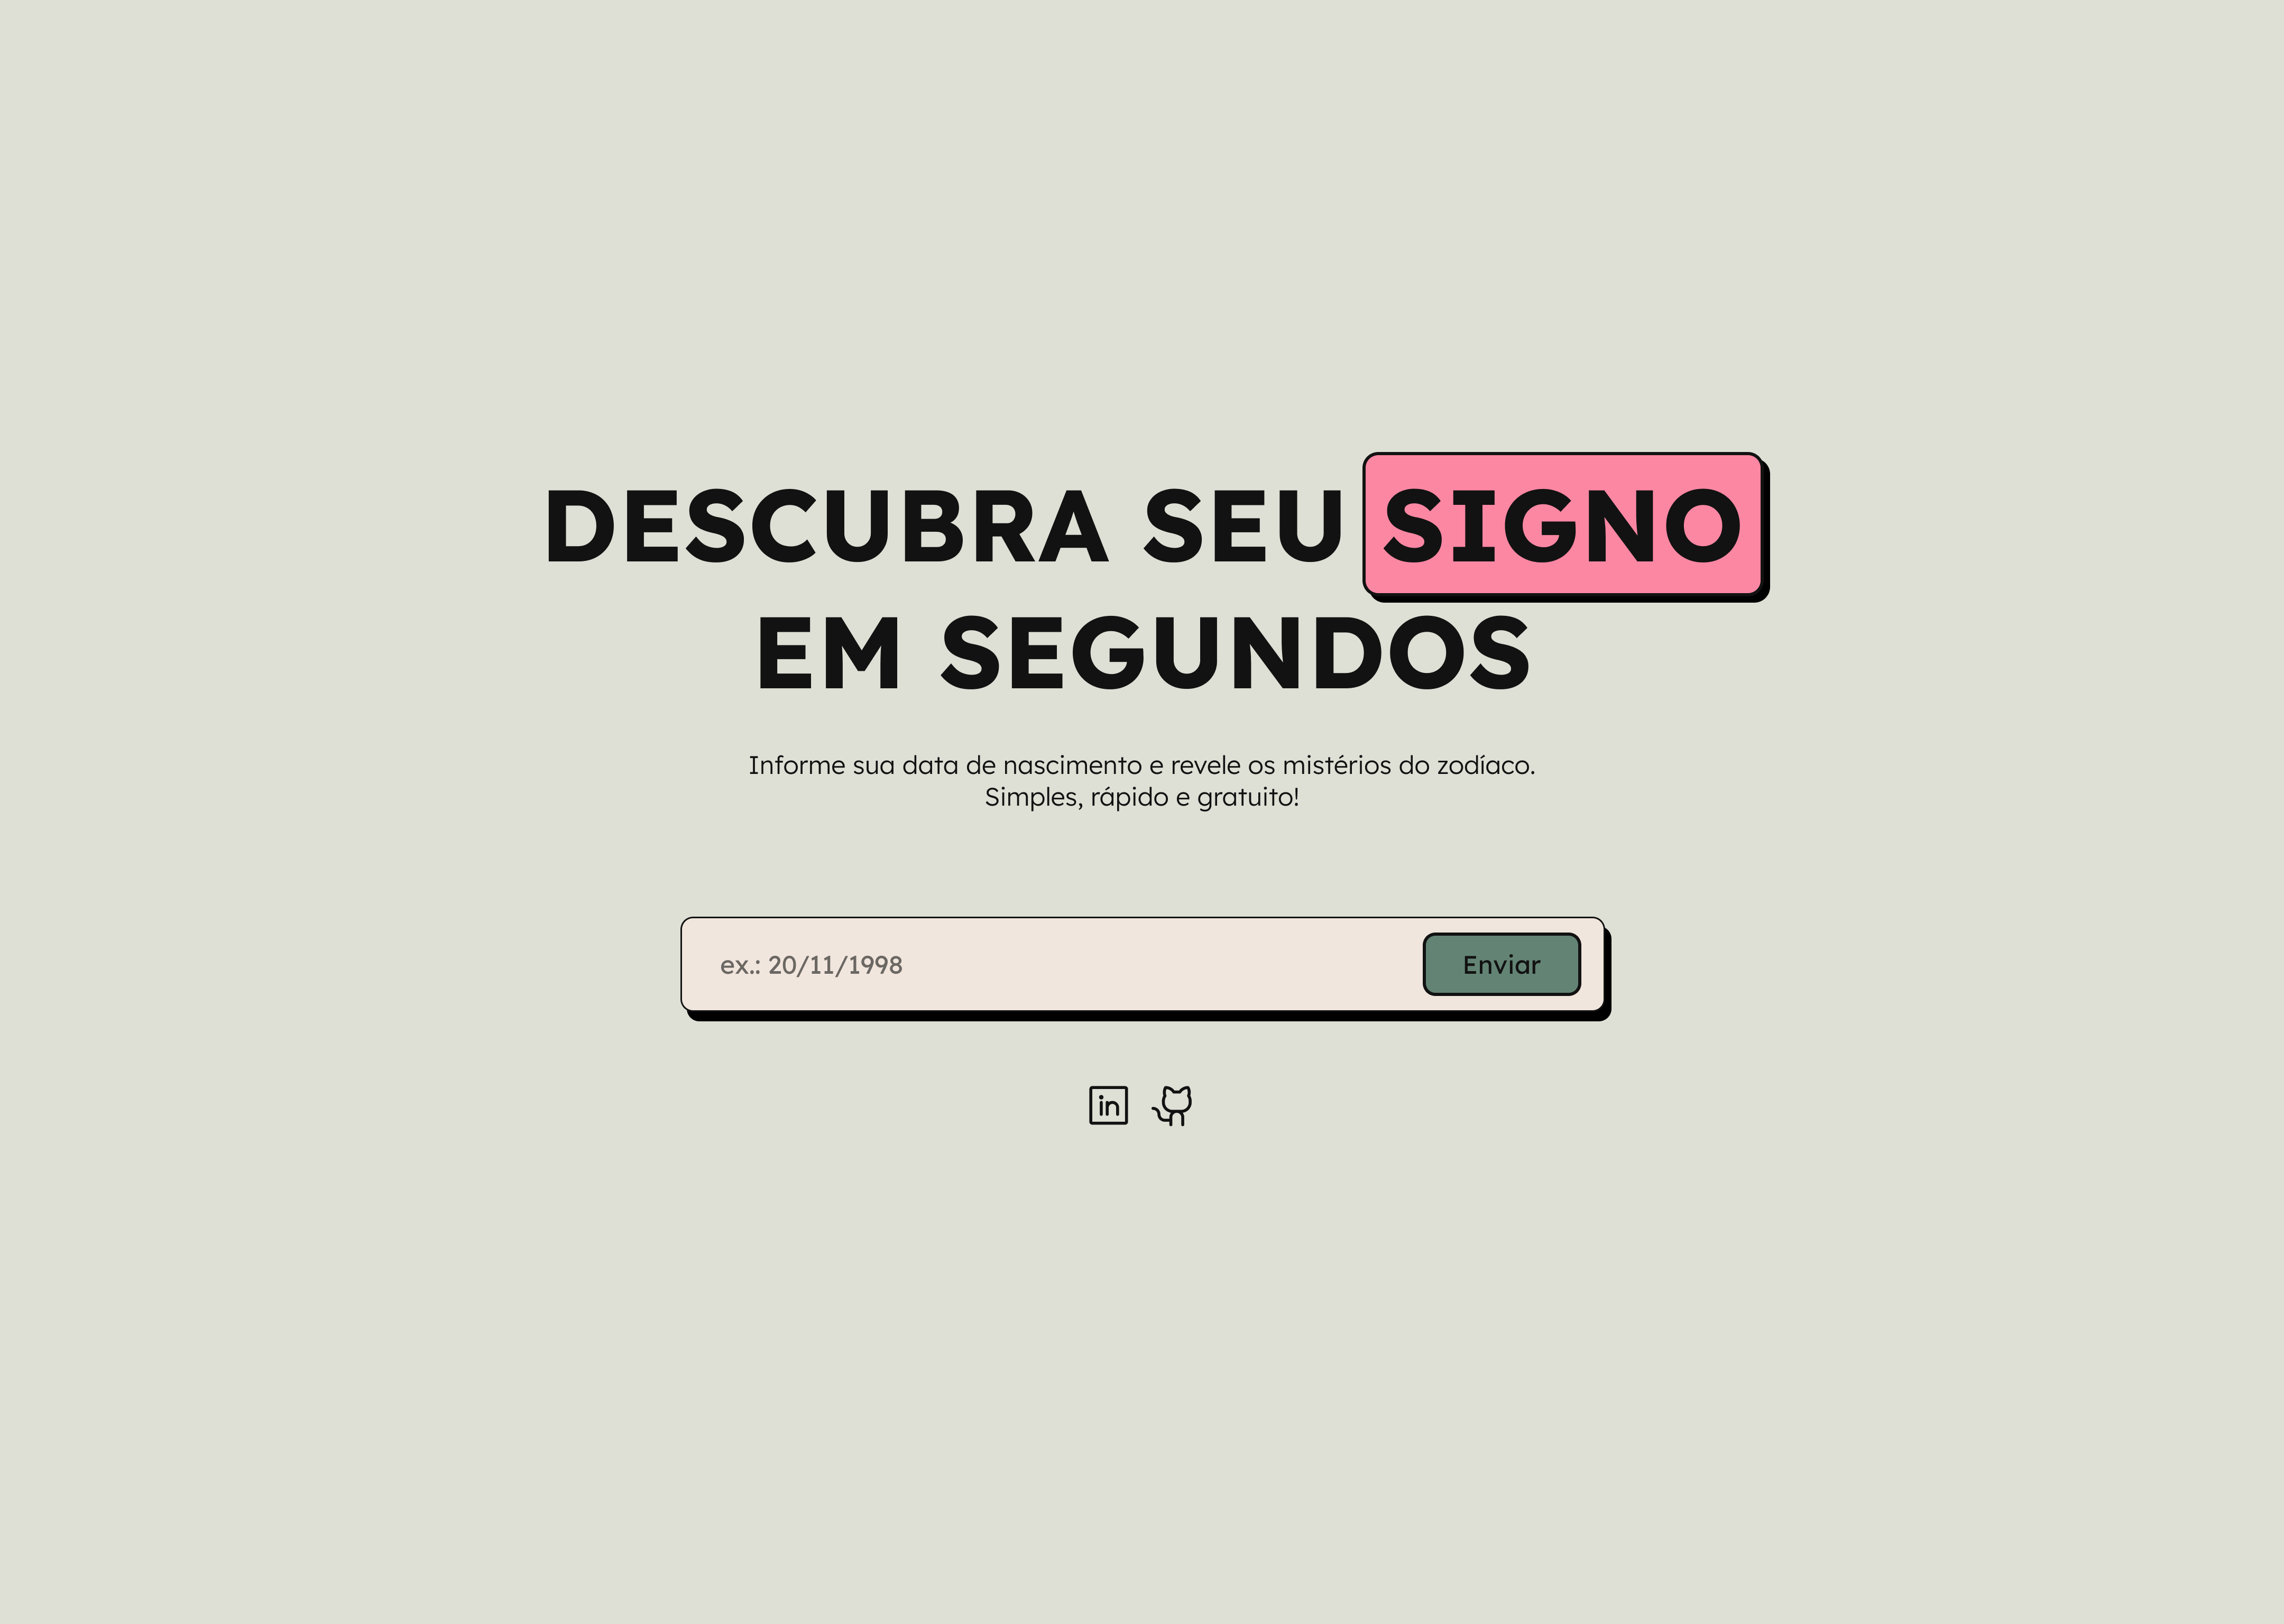 DESCUBRA SEU SIGNO
EM SEGUNDOS
Informe sua data de nascimento e revele os mistérios do zodíaco.
Simples, rápido e gratuito!
ex.: 20/11/1998 Enviar
in